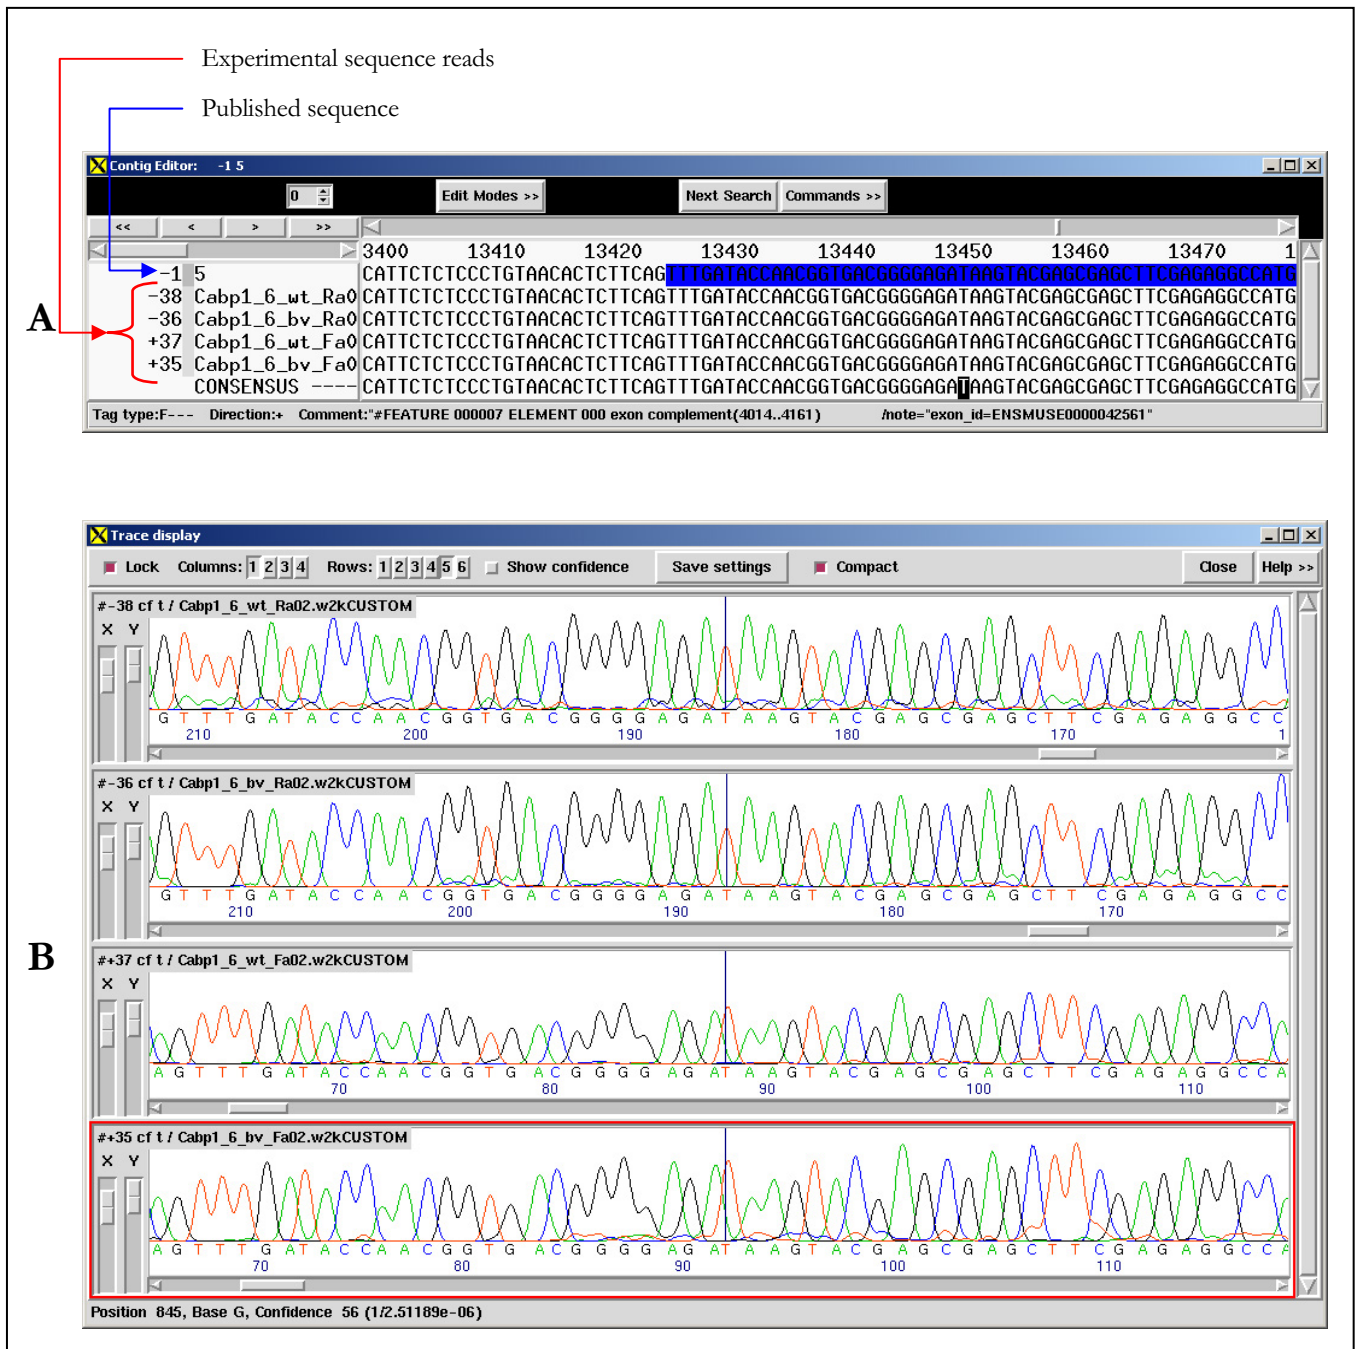 Experimental sequence reads
Published sequence
Contig Editor: -1 5
0 Edit Modes >> Next Search Commands >>
<< < > >>
3400 13410 13420 13430 13440 13450 13460 13470 1
-1 5 CATTCTCTCCCTGTAACACTCTTCAGTTTGATACCAACGGTGACGGGGAGATAAGTACGAGCGAGCTTCGAGAGGCCATG
-38 Cabp1_6_wt_Ra0 CATTCTCTCCCTGTAACACTCTTCAGTTTGATACCAACGGTGACGGGGAGATAAGTACGAGCGAGCTTCGAGAGGCCATG
-36 Cabp1_6_bv_Ra0 CATTCTCTCCCTGTAACACTCTTCAGTTTGATACCAACGGTGACGGGGAGATAAGTACGAGCGAGCTTCGAGAGGCCATG
A
+37 Cabp1_6_wt_Fa0 CATTCTCTCCCTGTAACACTCTTCAGTTTGATACCAACGGTGACGGGGAGATAAGTACGAGCGAGCTTCGAGAGGCCATG
+35 Cabp1_6_bv_Fa0 CATTCTCTCCCTGTAACACTCTTCAGTTTGATACCAACGGTGACGGGGAGATAAGTACGAGCGAGCTTCGAGAGGCCATG
CONSENSUS ---- CATTCTCTCCCTGTAACACTCTTCAGTTTGATACCAACGGTGACGGGGAGATAAGTACGAGCGAGCTTCGAGAGGCCATG
Tag type:F--- Direction:+ Comment:"#FEATURE 000007 ELEMENT 000 exon complement(4014..4161) /note="exon_id=ENSMUSE0000042561"
Trace display
Lock Columns: 1 2 3 4 Rows: 1 2 3 4 5 6 Show confidence Save settings Compact Close Help >>
#-38 cf t / Cabp1_6_wt_Ra02.w2kCUSTOM
X Y
G T T T G A T A C C A A C G G T G A C G G G G A G A T A A G T A C G A G C G A G C T T C G A G A G G C C
210 200 190 180 170 1
#-36 cf t / Cabp1_6_bv_Ra02.w2kCUSTOM
X Y
G T T T G A T A C C A A C G G T G A C G G G G A G A T A A G T A C G A G C G A G C T T C G A G A G G C C
210 200 190 180 170
B
#+37 cf t / Cabp1_6_wt_Fa02.w2kCUSTOM
X Y
A G T T T G A T A C C A A C G G T G A C G G G G A G A T A A G T A C G A G C G A G C T T C G A G A G G C C A
70 80 90 100 110
#+35 cf t / Cabp1_6_bv_Fa02.w2kCUSTOM
X Y
A G T T T G A T A C C A A C G G T G A C G G G G A G A T A A G T A C G A G C G A G C T T C G A G A G G C C A
70 80 90 100 110
Position 845, Base G, Confidence 56 (1/2.51189e-06)